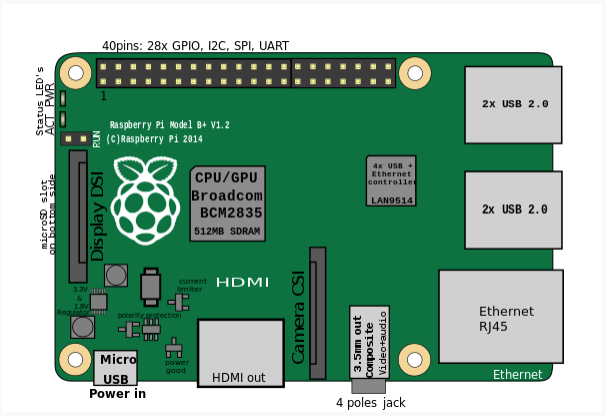 40pins: 28x GPIO, I2C, SPI, UART
Status LED's
PWR
ACT
1
RUN
Raspberry Pi Model B+ V1.2
(C)Raspberry Pi 2014
2x USB 2.0
microSD slot
on bottom side
Display DSI
CPU/GPU
Broadcom
BCM2835
512MB SDRAM
4x USB +
Ethernet
controller
LAN9514
2x USB 2.0
3.3V
&
1.8V
Regulator
current
limiter
HDMI
polarity protection
Camera CSI
Ethernet
RJ45
3.5mm out
Composite
Video+audio
power
good
Micro
USB
Power in
HDMI out
Ethernet
4 poles jack